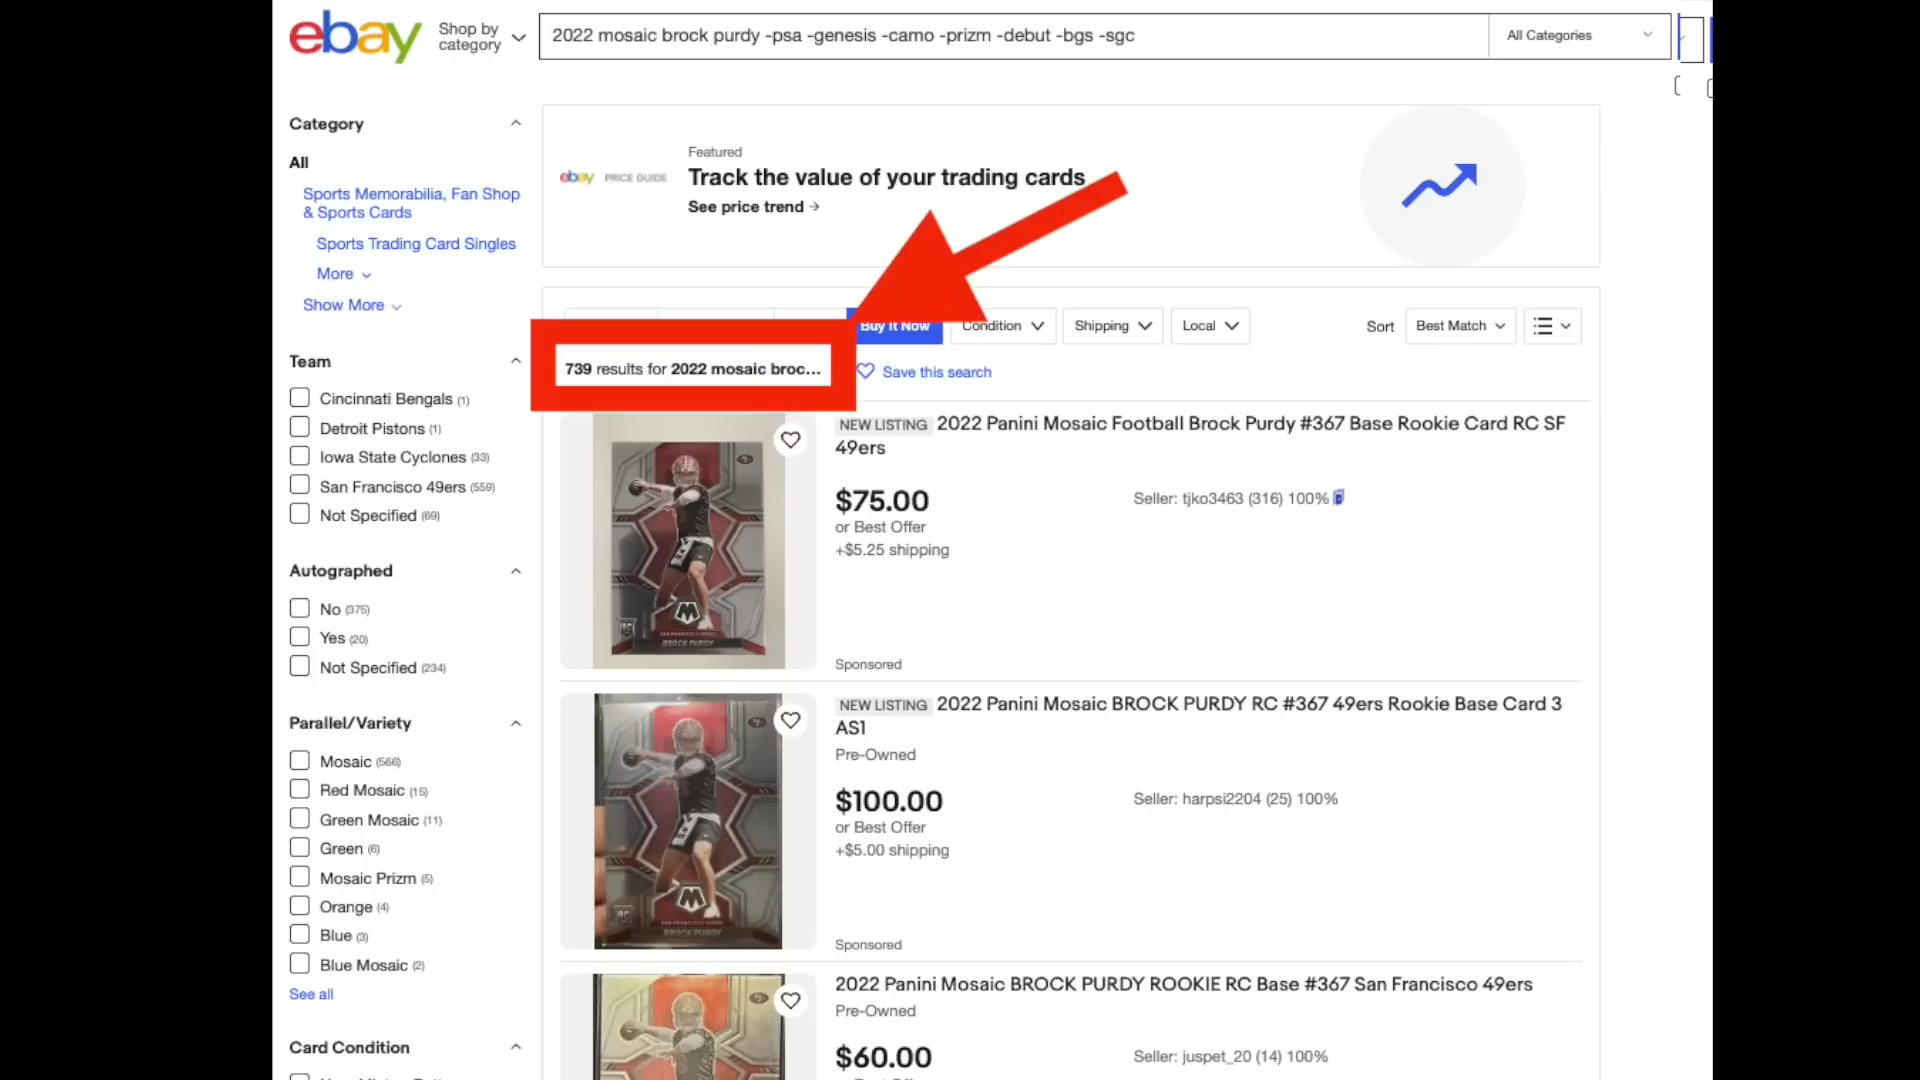 ebay
Shop by
category
2022 mosaic brock purdy -psa -genesis -camo -prizm -debut -bgs -sgc
All Categories
Category
All
Sports Memorabilia, Fan Shop
& Sports Cards
Sports Trading Card Singles
More
Show More
Team
Cincinnati Bengals (1)
Detroit Pistons (1)
Iowa State Cyclones (33)
San Francisco 49ers (559)
Not Specified (69)
Autographed
No (375)
Yes (20)
Not Specified (234)
Parallel/Variety
Mosaic (566)
Red Mosaic (15)
Green Mosaic (11)
Green (6)
Mosaic Prizm (5)
Orange (4)
Blue (3)
Blue Mosaic (2)
See all
Card Condition
ebay PRICE GUIDE
Featured
Track the value of your trading cards
See price trend →
Buy It Now
Condition
Shipping
Local
Sort
Best Match
739 results for 2022 mosaic broc...
Save this search
NEW LISTING 2022 Panini Mosaic Football Brock Purdy #367 Base Rookie Card RC SF
49ers
$75.00
or Best Offer
+$5.25 shipping
Seller: tjko3463 (316) 100%
Sponsored
BROCK PURDY
NEW LISTING 2022 Panini Mosaic BROCK PURDY RC #367 49ers Rookie Base Card 3
AS1
Pre-Owned
$100.00
or Best Offer
+$5.00 shipping
Seller: harpsi2204 (25) 100%
Sponsored
BROCK PURDY
2022 Panini Mosaic BROCK PURDY ROOKIE RC Base #367 San Francisco 49ers
Pre-Owned
$60.00
Seller: juspet_20 (14) 100%